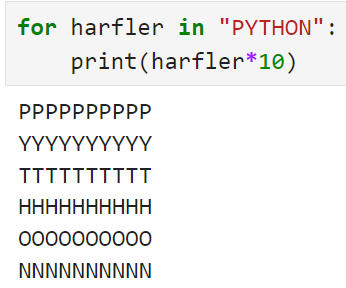 for harfler in "PYTHON":
    print(harfler*10)
PPPPPPPPPP
YYYYYYYYYY
TTTTTTTTTT
HHHHHHHHHH
OOOOOOOOOO
NNNNNNNNNN